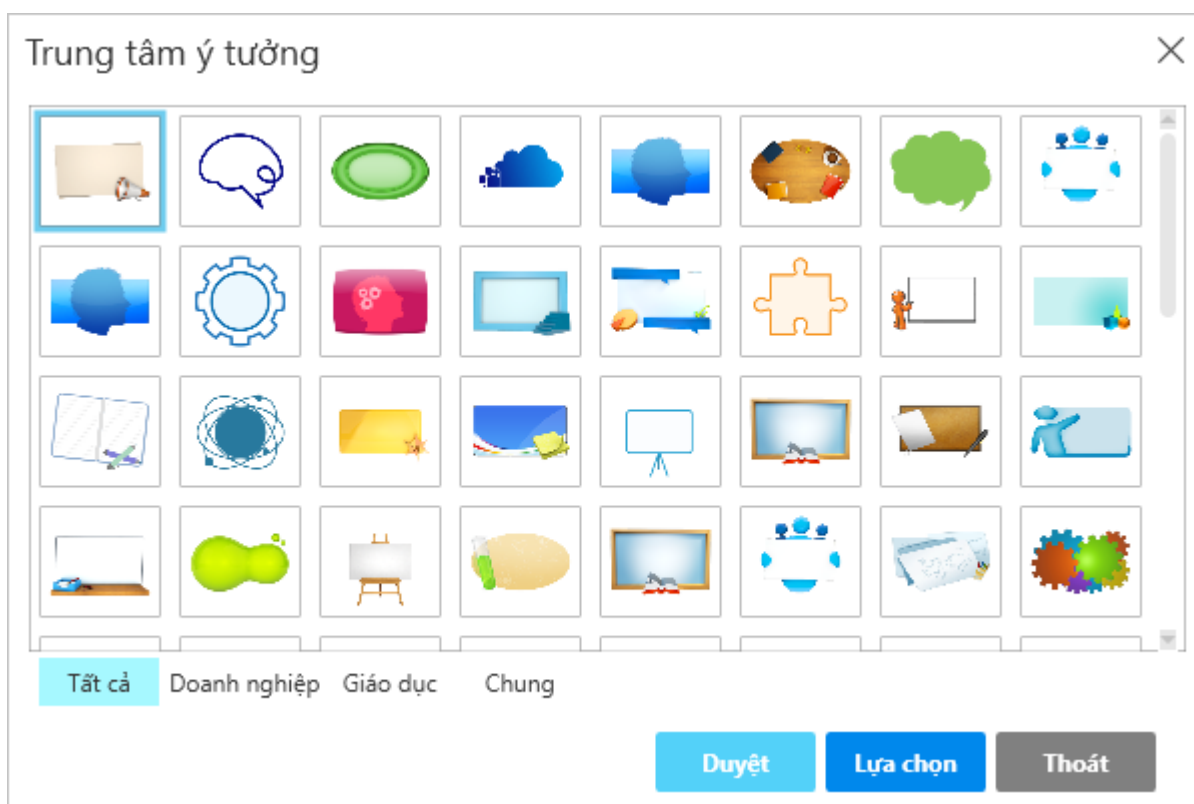 Trung tâm ý tưởng
Tất cả Doanh nghiệp Giáo dục Chung
Duyệt Lựa chọn Thoát